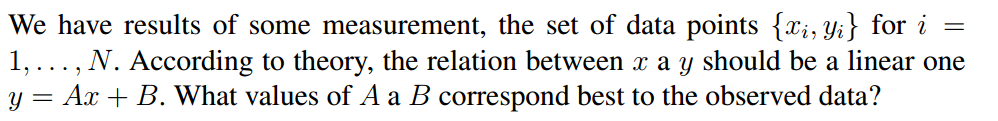 We have results of some measurement, the set of data points {xᵢ, yᵢ} for i =
1, . . . , N. According to theory, the relation between x a y should be a linear one
y = Ax + B. What values of A a B correspond best to the observed data?